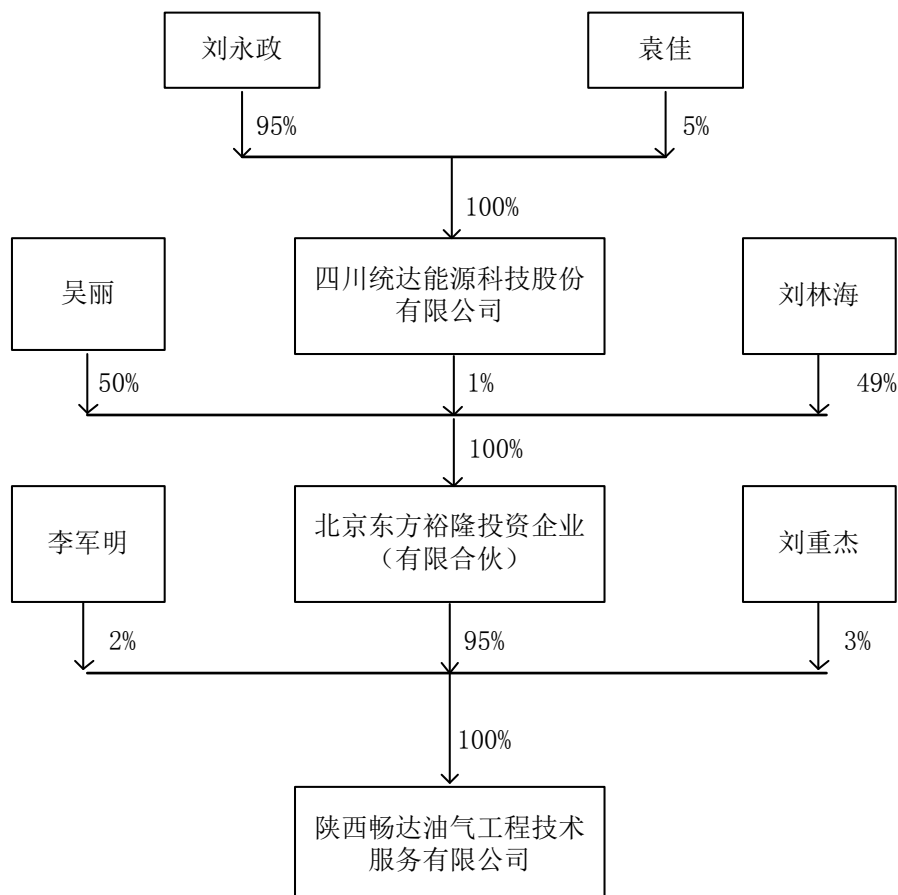 刘永政
袁佳
95%
5%
100%
吴丽
四川统达能源科技股份
有限公司
刘林海
50%
1%
49%
100%
李军明
北京东方裕隆投资企业
（有限合伙）
刘重杰
2%
95%
3%
100%
陕西畅达油气工程技术
服务有限公司